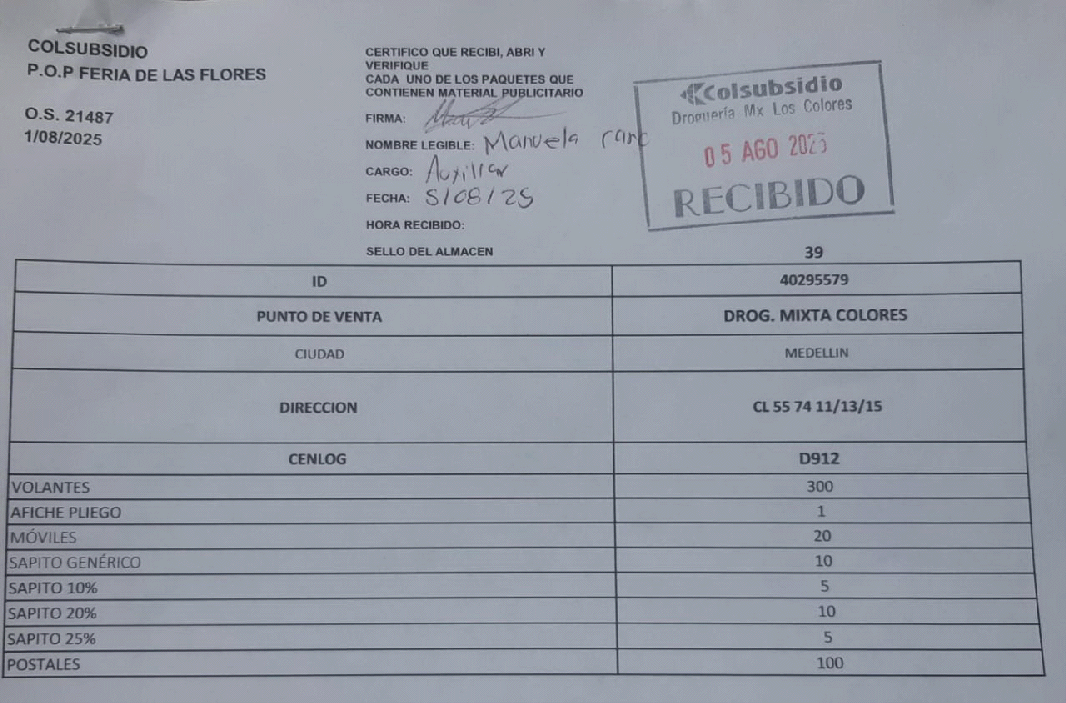 COLSUBSIDIO
P.O.P FERIA DE LAS FLORES
O.S. 21487
1/08/2025
CERTIFICO QUE RECIBI, ABRI Y
VERIFIQUE
CADA UNO DE LOS PAQUETES QUE
CONTIENEN MATERIAL PUBLICITARIO
FIRMA:
NOMBRE LEGIBLE: Manuela
CARGO: Auxiliar
FECHA: 5/08/25
HORA RECIBIDO:
SELLO DEL ALMACEN
Colsubsidio
Droguería Mx Los Colores
05 AGO 2025
RECIBIDO
39
ID 40295579
PUNTO DE VENTA DROG. MIXTA COLORES
CIUDAD MEDELLIN
DIRECCION CL 55 74 11/13/15
CENLOG D912
VOLANTES 300
AFICHE PLIEGO 1
MÓVILES 20
SAPITO GENÉRICO 10
SAPITO 10% 5
SAPITO 20% 10
SAPITO 25% 5
POSTALES 100